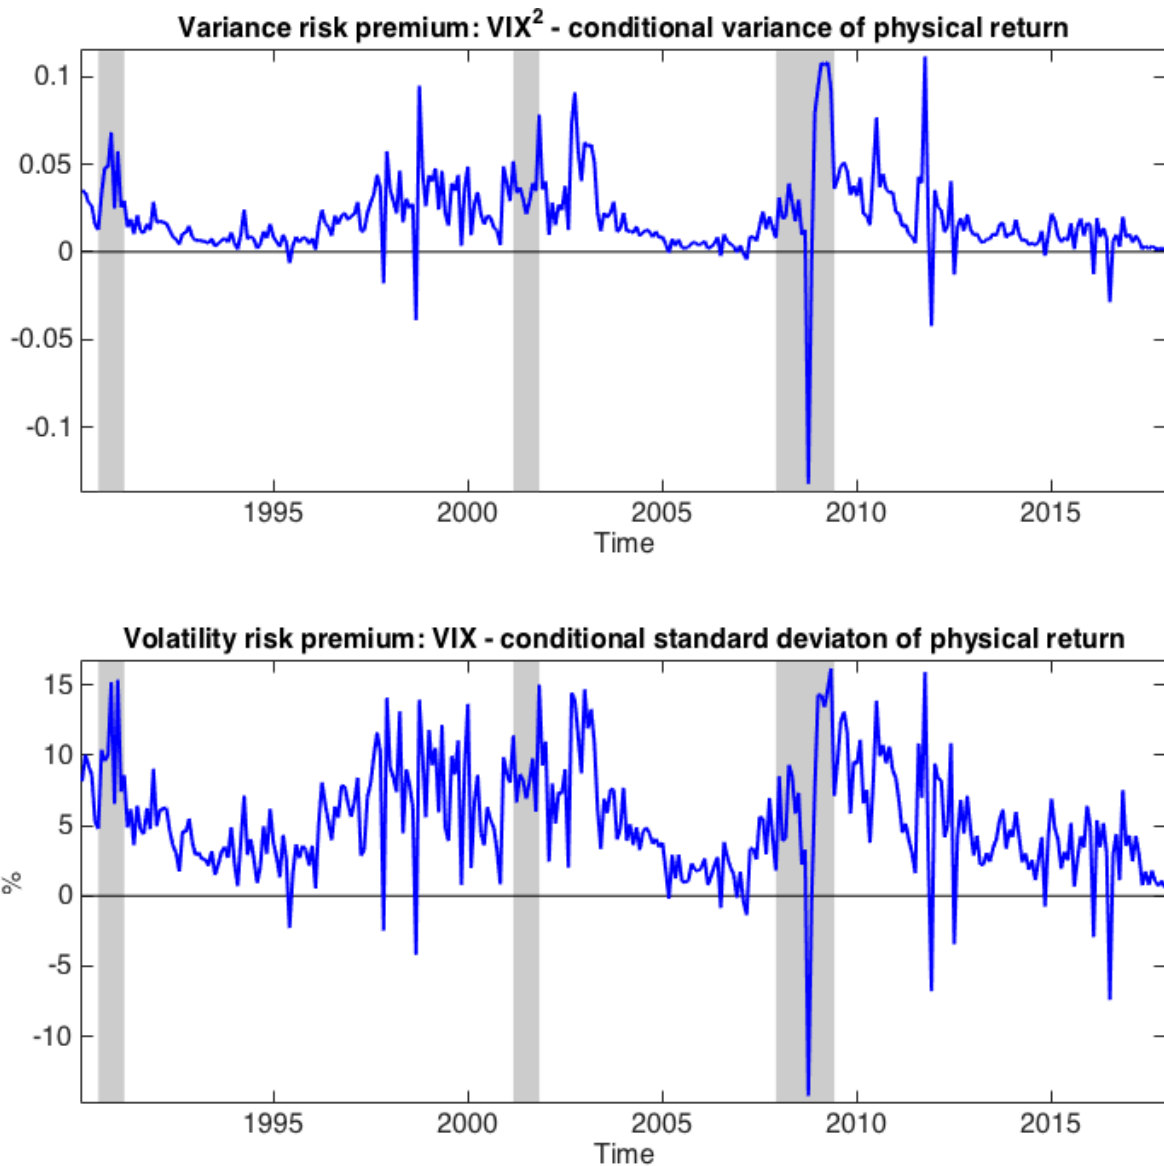 Variance risk premium: VIX² - conditional variance of physical return
0.1
0.05
0
-0.05
-0.1
1995 2000 2005 2010 2015
Time
Volatility risk premium: VIX - conditional standard deviaton of physical return
15
10
5
0
-5
-10
%
1995 2000 2005 2010 2015
Time